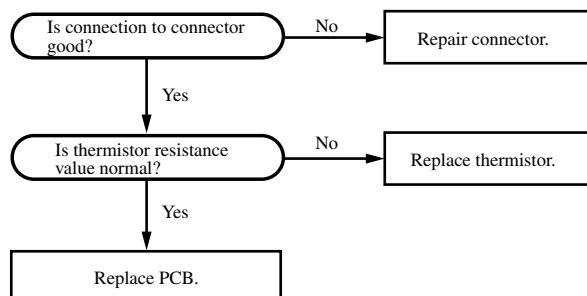 Is connection to connector
good?
No
Repair connector.
Yes
Is thermistor resistance
value normal?
No
Replace thermistor.
Yes
Replace PCB.